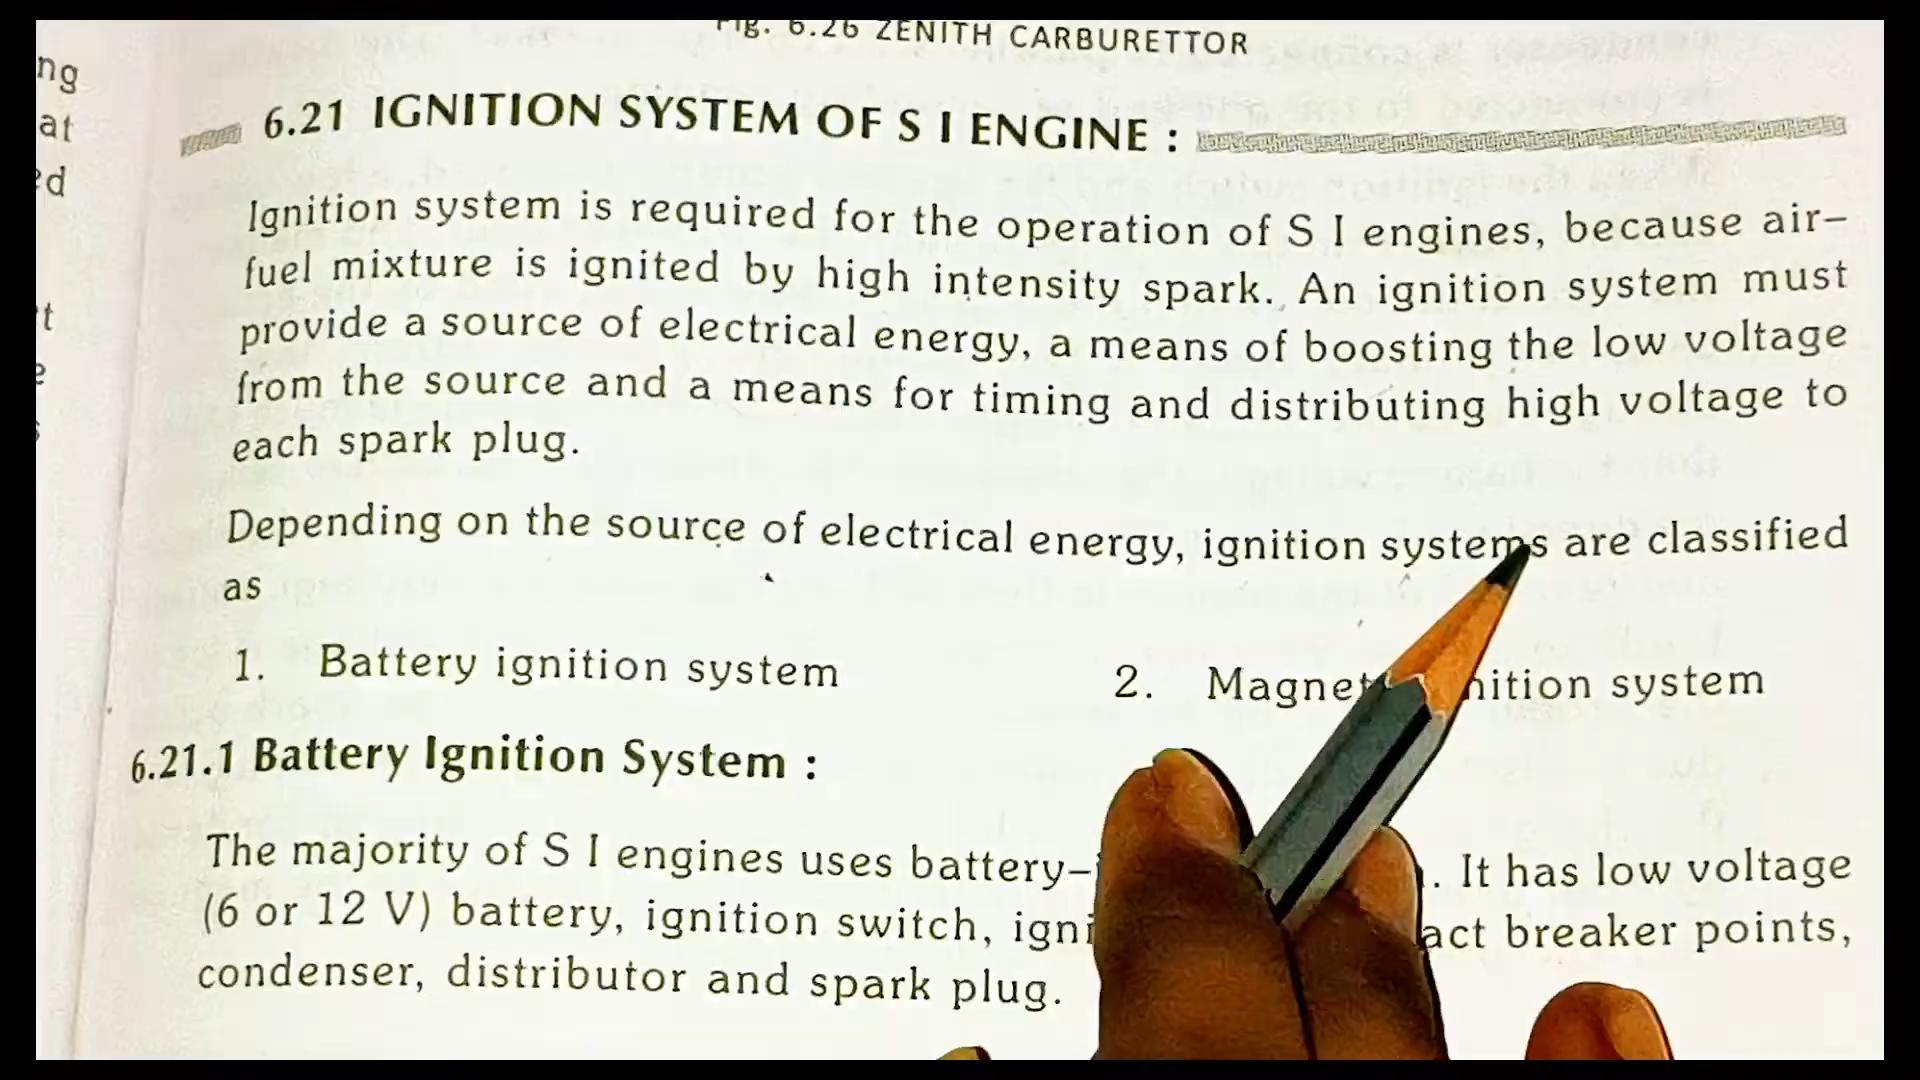 Fig. 6.26 ZENITH CARBURETTOR
ng
at
ed
t
6.21 IGNITION SYSTEM OF S I ENGINE :
Ignition system is required for the operation of S I engines, because air–
fuel mixture is ignited by high intensity spark. An ignition system must
provide a source of electrical energy, a means of boosting the low voltage
from the source and a means for timing and distributing high voltage to
each spark plug.
Depending on the source of electrical energy, ignition systems are classified
as
1. Battery ignition system
2. Magnet nition system
6.21.1 Battery Ignition System :
The majority of S I engines uses battery– . It has low voltage
(6 or 12 V) battery, ignition switch, igni act breaker points,
condenser, distributor and spark plug.